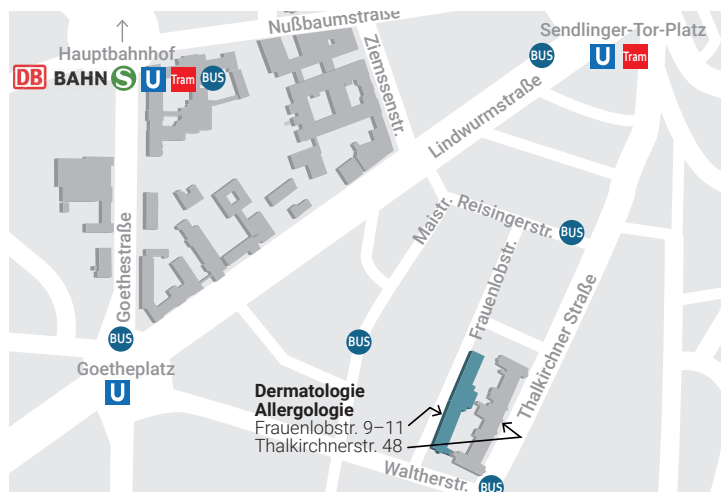 Nußbaumstraße
Sendlinger-Tor-Platz
Hauptbahnhof
DB BAHN S U Tram BUS
BUS
U Tram
Ziemssenstr.
Lindwurmstraße
Maistr.
Reisingerstr.
BUS
Goethestraße
Frauenlobstr.
Thalkirchner Straße
BUS
BUS
Goetheplatz
U
Dermatologie
Allergologie
Frauenlobstr. 9–11
Thalkirchnerstr. 48
Waltherstr.
BUS